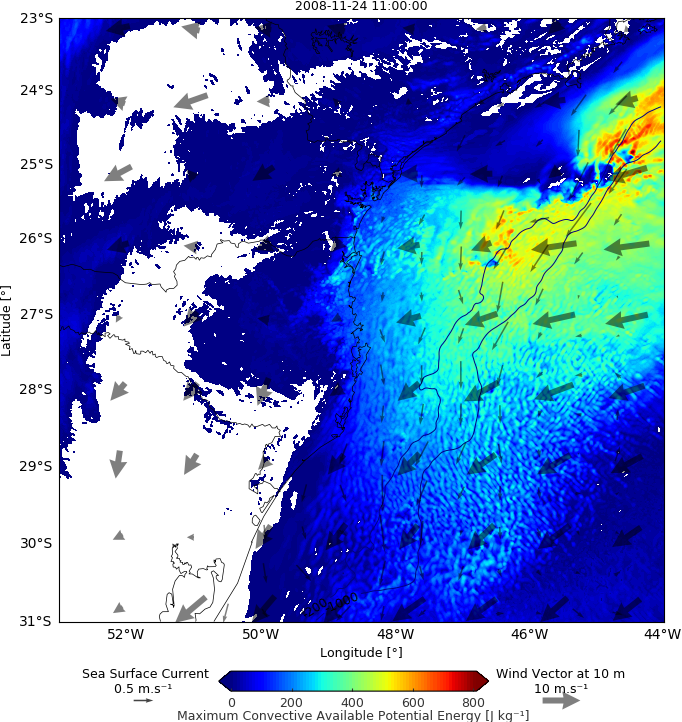 2008-11-24 11:00:00
23°S
24°S
25°S
26°S
27°S
28°S
29°S
30°S
31°S
Latitude [°]
52°W
50°W
48°W
46°W
44°W
Longitude [°]
Sea Surface Current
0.5 m.s⁻¹
Wind Vector at 10 m
10 m.s⁻¹
0
200
400
600
800
Maximum Convective Available Potential Energy [J kg⁻¹]